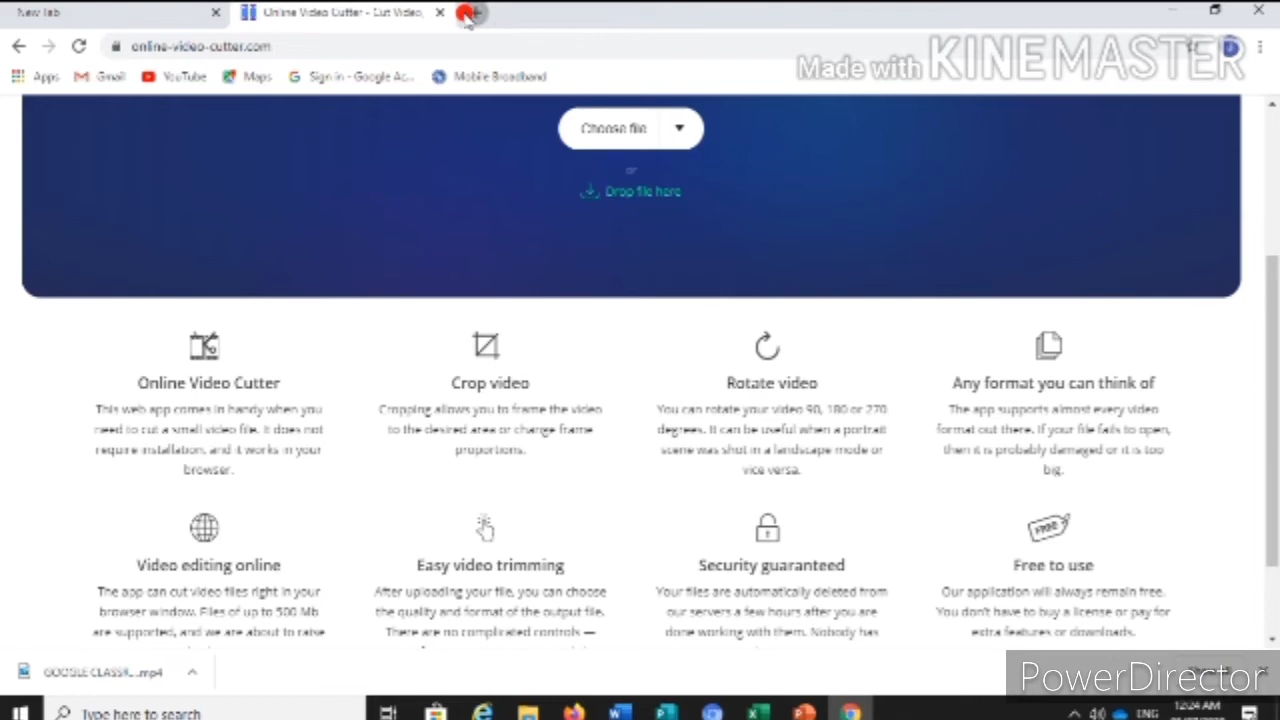 New Tab
Online Video Cutter - Cut Video,
online-video-cutter.com
Made with KINEMASTER
Apps Gmail YouTube Maps Sign in - Google Ac... Mobile Broadband
Choose file
or
Drop file here
Online Video Cutter
This web app comes in handy when you
need to cut a small video file. It does not
require installation, and it works in your
browser.
Crop video
Cropping allows you to frame the video
to the desired area or change frame
proportions.
Rotate video
You can rotate your video 90, 180 or 270
degrees. It can be useful when a portrait
scene was shot in a landscape mode or
vice versa.
Any format you can think of
The app supports almost every video
format out there. If your file fails to open,
then it is probably damaged or it is too
big.
Video editing online
The app can cut video files right in your
browser window. Files of up to 500 Mb
are supported, and we are about to raise
Easy video trimming
After uploading your file, you can choose
the quality and format of the output file.
There are no complicated controls —
Security guaranteed
Your files are automatically deleted from
our servers a few hours after you are
done working with them. Nobody has
FREE
Free to use
Our application will always remain free.
You don't have to buy a license or pay for
extra features or downloads.
GOOGLE CLASSR...mp4
PowerDirector
Type here to search
ENG
12:24 AM